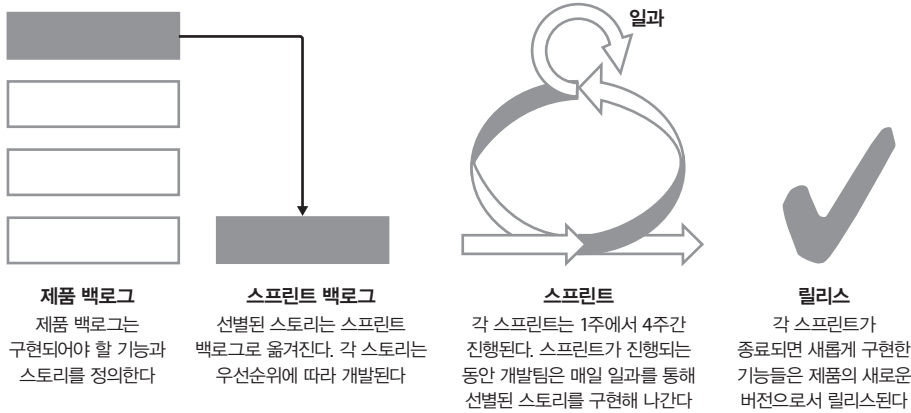 일과
제품 백로그
제품 백로그는
구현되어야 할 기능과
스토리를 정의한다
스프린트 백로그
선별된 스토리는 스프린트
백로그로 옮겨진다. 각 스토리는
우선순위에 따라 개발된다
스프린트
각 스프린트는 1주에서 4주간
진행된다. 스프린트가 진행되는
동안 개발팀은 매일 일과를 통해
선별된 스토리를 구현해 나간다
릴리스
각 스프린트가
종료되면 새롭게 구현한
기능들은 제품의 새로운
버전으로서 릴리스된다